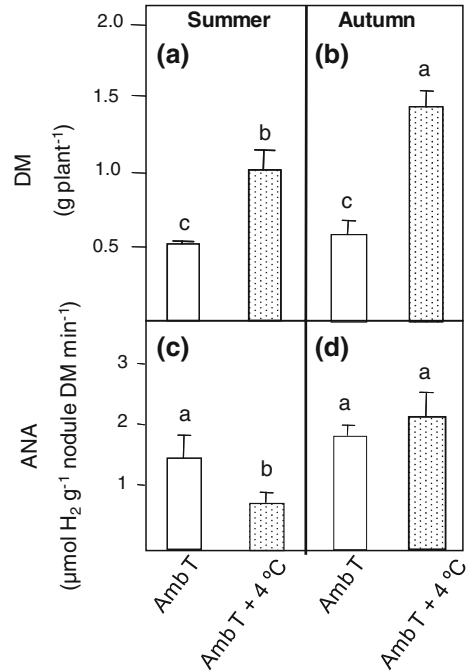 Summer Autumn
2.0
(a) (b)
a
1.5
b
DM
(g plant⁻¹)
1.0
c
c
0.5
(c) (d)
3
a
a
a
ANA
(µmol H₂ g⁻¹ nodule DM min⁻¹)
2
b
1
Amb T Amb T + 4 ºC Amb T Amb T + 4 ºC